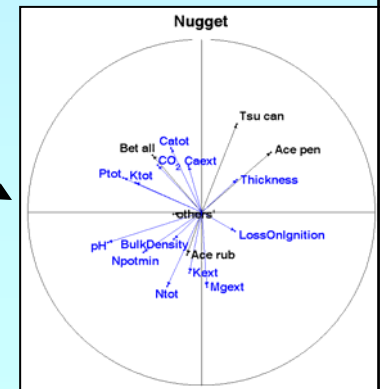 Nugget
Tsu can
Catot
Bet all
Ace pen
CO2 Caext
Ptot Ktot
Thickness
"others"
LossOnIgnition
pH BulkDensity
Ace rub
Npotmin
Kext
Ntot
Mgext